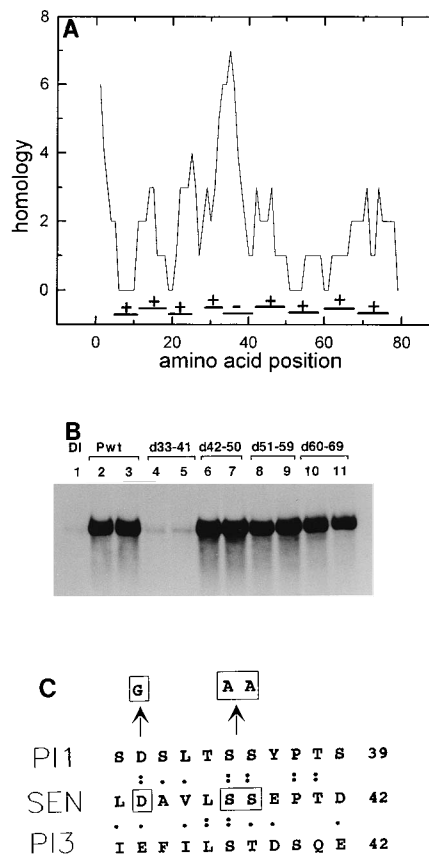 A
homology
8
6
4
2
0
+ + + + - + + + +
0 20 40 60 80
amino acid position
B
DI Pwt d33-41 d42-50 d51-59 d60-69
1 2 3 4 5 6 7 8 9 10 11
C
G A A
PI1 S D S L T S S Y P T S 39
: . . : : : :
SEN L D A V L S S E P T D 42
. . . : : . . .
PI3 I E F I L S T D S Q E 42